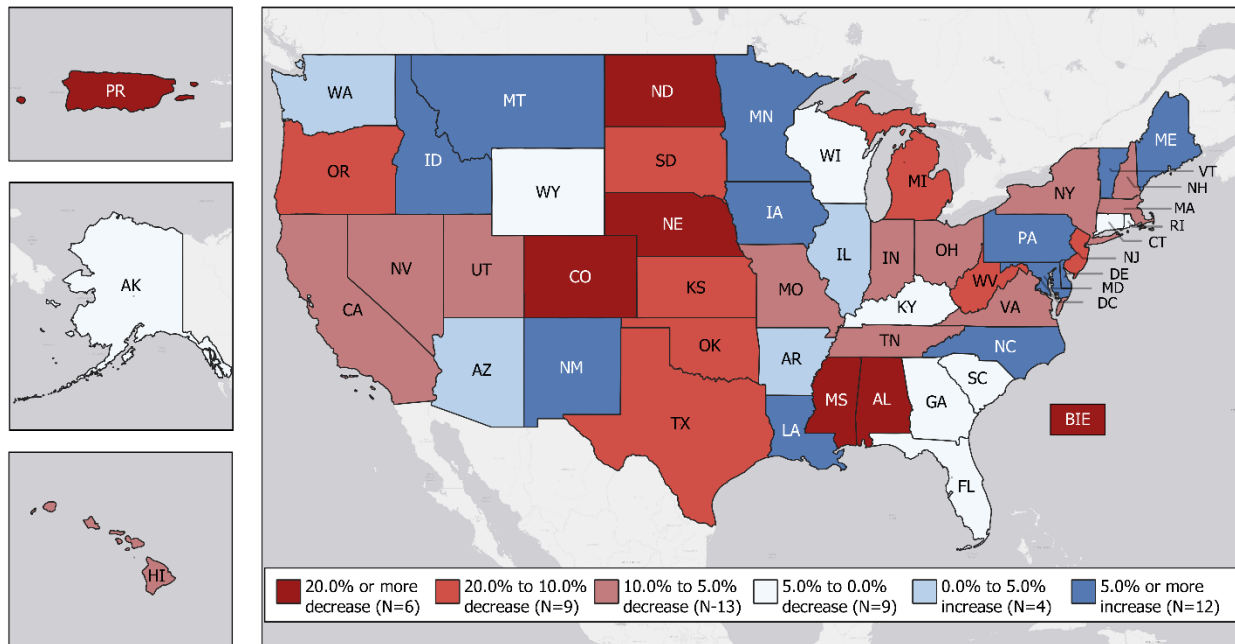 PR
AK
HI
WA
MT
ND
MN
ME
OR
ID
SD
WI
MI
NY
VT
NH
MA
RI
CT
WY
NE
IA
IL
IN
OH
PA
NJ
DE
MD
DC
NV
UT
CO
KS
MO
WV
VA
KY
CA
AZ
NM
OK
AR
TN
NC
SC
TX
LA
MS
AL
GA
FL
BIE
20.0% or more
decrease (N=6)
20.0% to 10.0%
decrease (N=9)
10.0% to 5.0%
decrease (N-13)
5.0% to 0.0%
decrease (N=9)
0.0% to 5.0%
increase (N=4)
5.0% or more
increase (N=12)